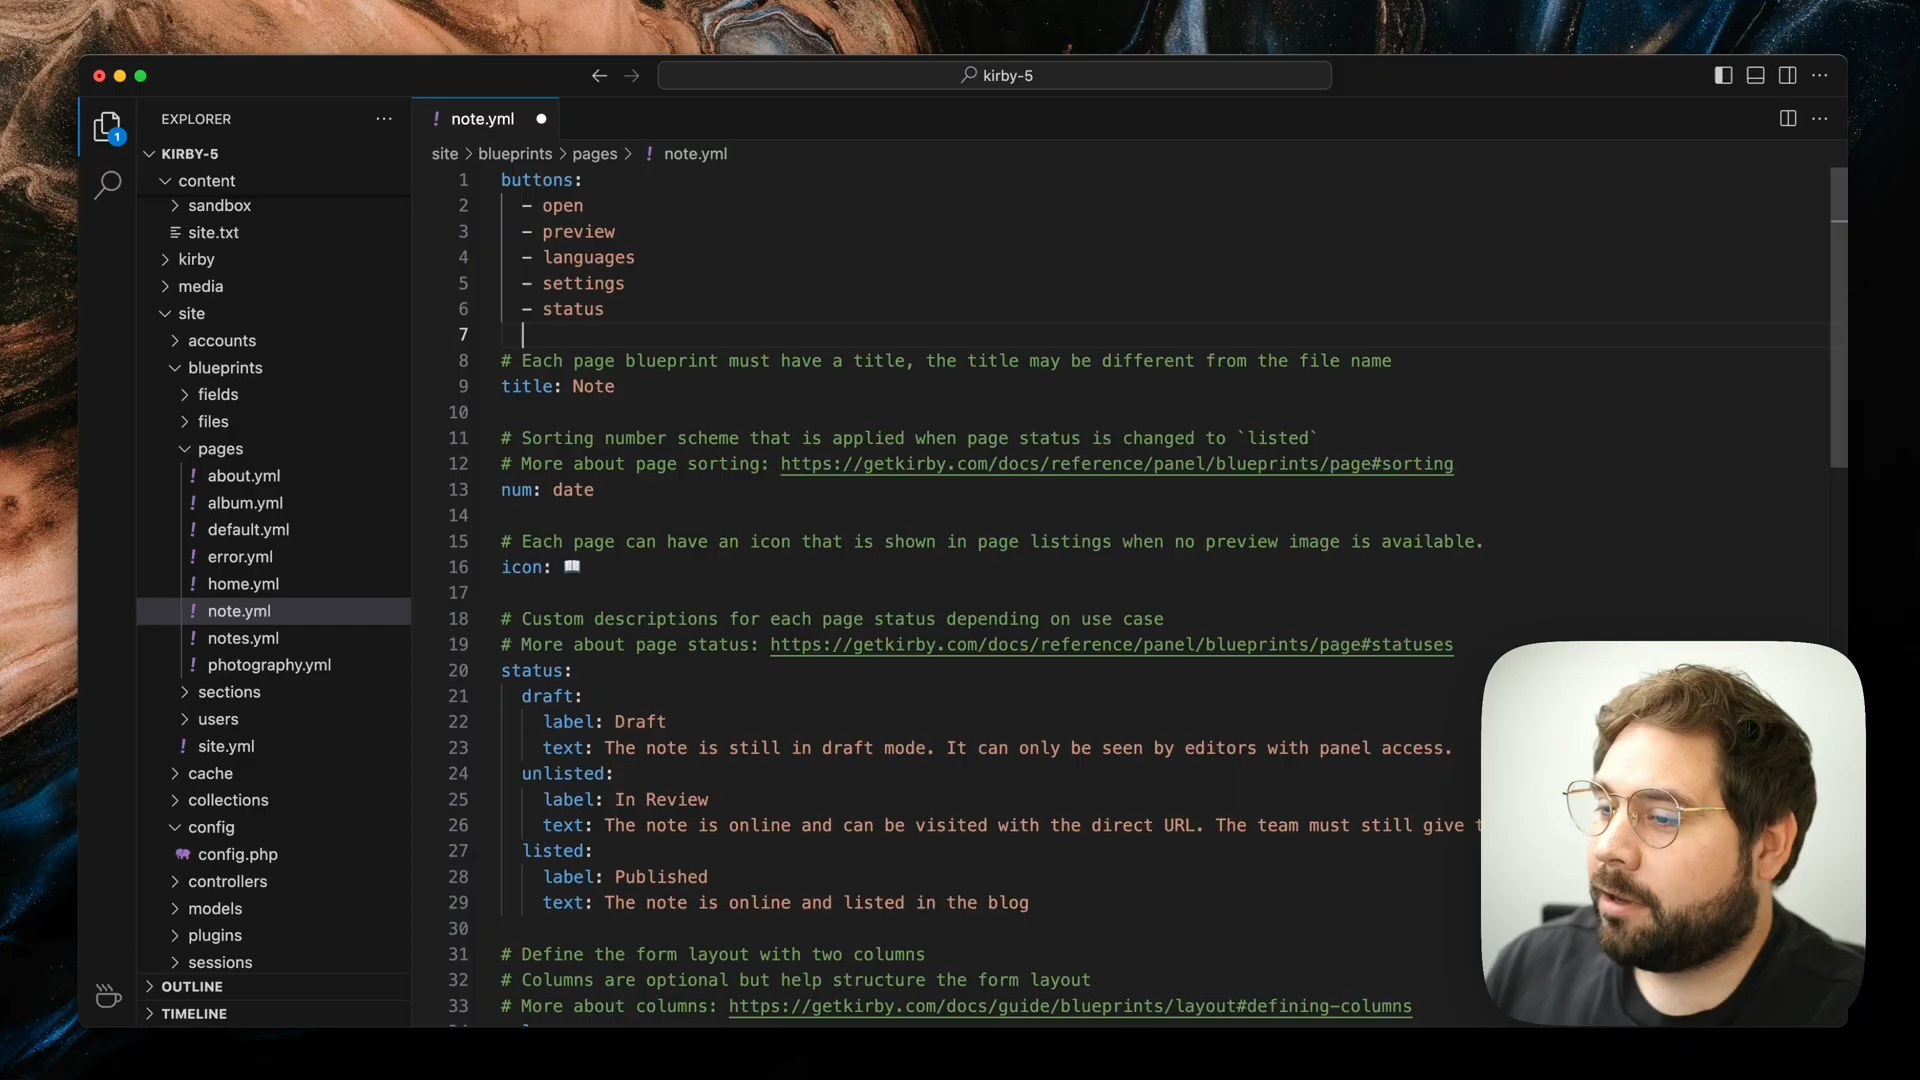 kirby-5
EXPLORER
KIRBY-5
content
sandbox
site.txt
kirby
media
site
accounts
blueprints
fields
files
pages
! about.yml
! album.yml
! default.yml
! error.yml
! home.yml
! note.yml
! notes.yml
! photography.yml
sections
users
! site.yml
cache
collections
config
config.php
controllers
models
plugins
sessions
OUTLINE
TIMELINE
1
! note.yml
site > blueprints > pages > ! note.yml
1 buttons:
2 - open
3 - preview
4 - languages
5 - settings
6 - status
7
8 # Each page blueprint must have a title, the title may be different from the file name
9 title: Note
10
11 # Sorting number scheme that is applied when page status is changed to `listed`
12 # More about page sorting: https://getkirby.com/docs/reference/panel/blueprints/page#sorting
13 num: date
14
15 # Each page can have an icon that is shown in page listings when no preview image is available.
16 icon: 📖
17
18 # Custom descriptions for each page status depending on use case
19 # More about page status: https://getkirby.com/docs/reference/panel/blueprints/page#statuses
20 status:
21 draft:
22 label: Draft
23 text: The note is still in draft mode. It can only be seen by editors with panel access.
24 unlisted:
25 label: In Review
26 text: The note is online and can be visited with the direct URL. The team must still give
27 listed:
28 label: Published
29 text: The note is online and listed in the blog
30
31 # Define the form layout with two columns
32 # Columns are optional but help structure the form layout
33 # More about columns: https://getkirby.com/docs/guide/blueprints/layout#defining-columns